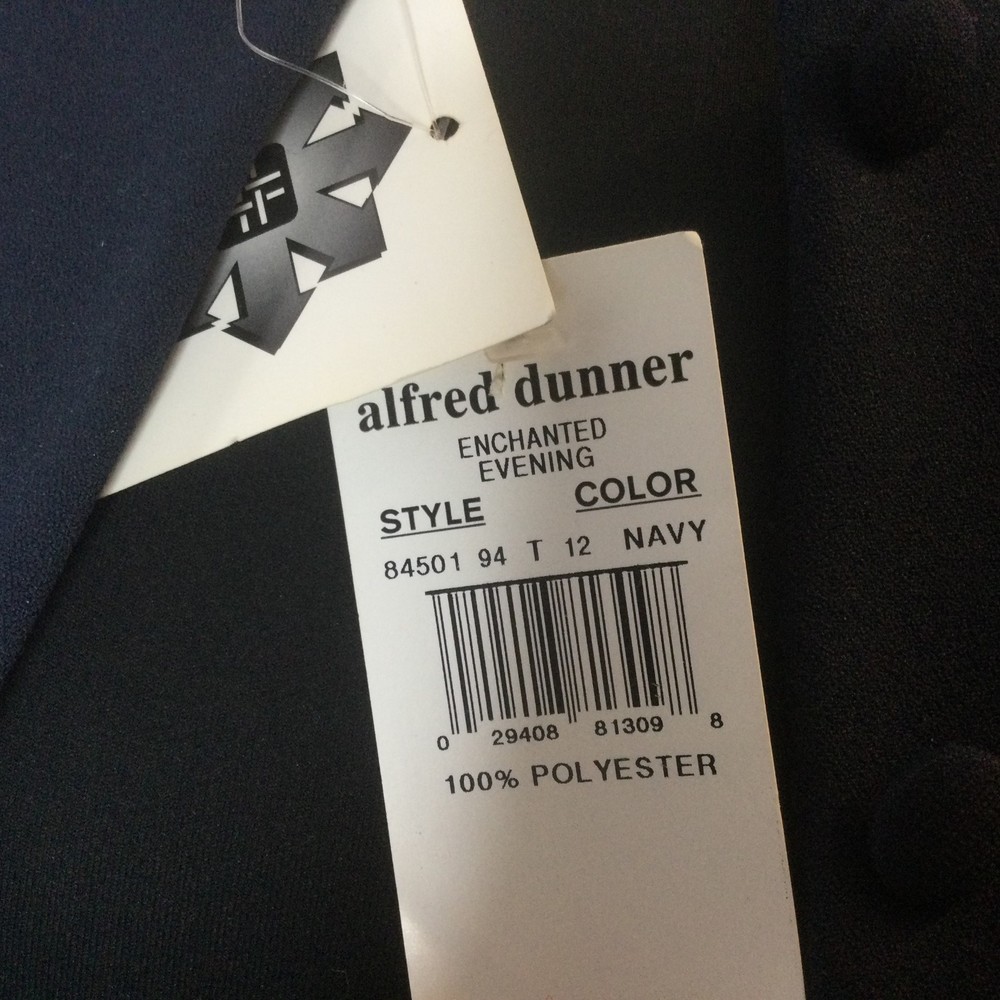 alfred dunner
ENCHANTED
EVENING
STYLE COLOR
84501 94 T 12 NAVY
0 29408 81309 8
100% POLYESTER